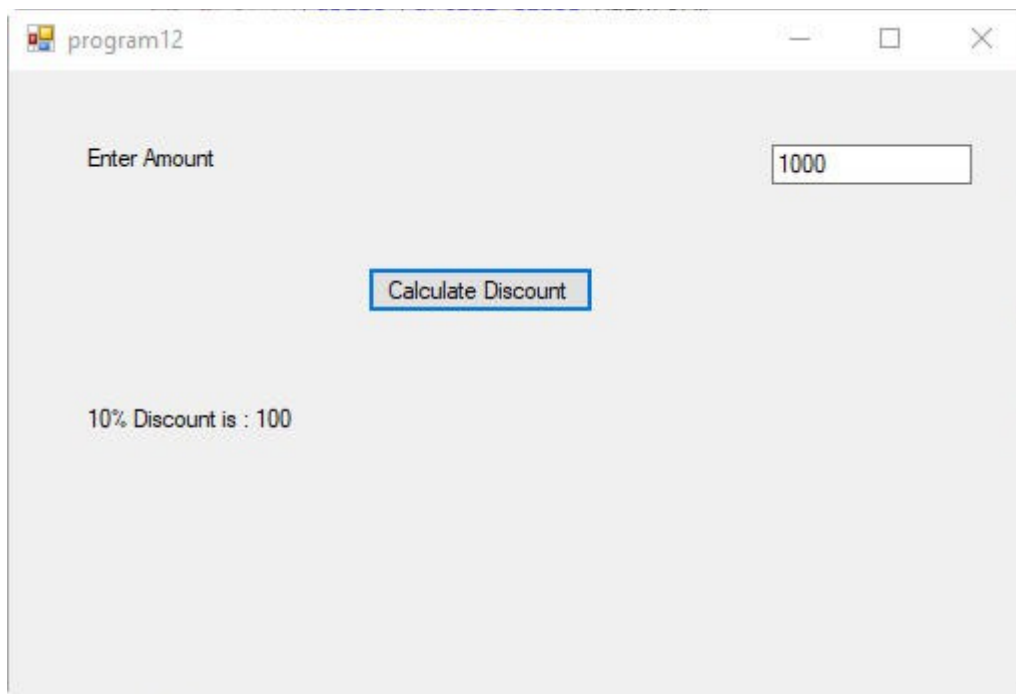 program12
Enter Amount
1000
Calculate Discount
10% Discount is : 100